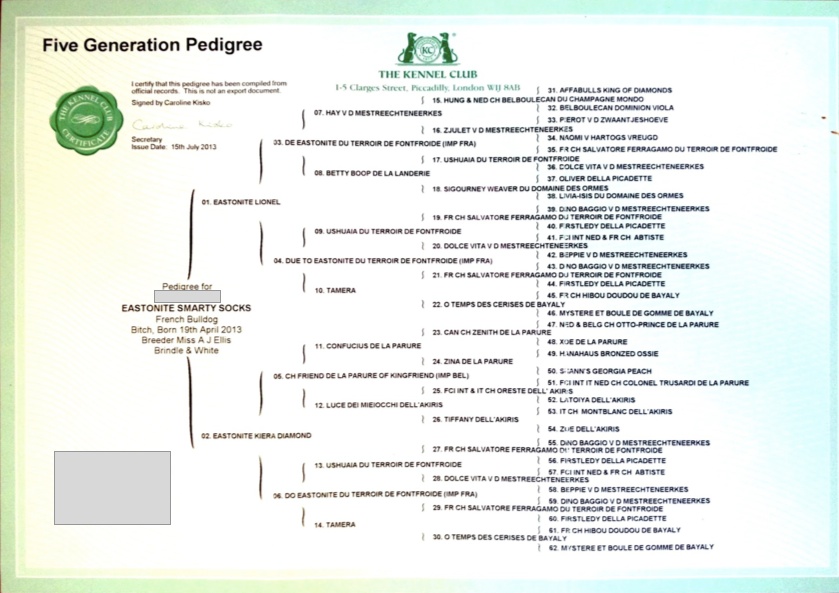 Five Generation Pedigree
KC
THE KENNEL CLUB
1-5 Clarges Street, Piccadilly, London W1J 8AB
THE KENNEL CLUB
CERTIFICATE
I certify that this pedigree has been compiled from
official records. This is not an export document.
Signed by Caroline Kisko
Caroline Kisko
Secretary
Issue Date: 15th July 2013
Pedigree for
EASTONITE SMARTY SOCKS
French Bulldog
Bitch, Born 19th April 2013
Breeder Miss A J Ellis
Brindle & White
01. EASTONITE LIONEL
02. EASTONITE KIERA DIAMOND
03. DE EASTONITE DU TERROIR DE FONTFROIDE (IMP FRA)
04. DUE TO EASTONITE DU TERROIR DE FONTFROIDE (IMP FRA)
05. CH FRIEND DE LA PARURE OF KINGFRIEND (IMP BEL)
06. DO EASTONITE DU TERROIR DE FONTFROIDE (IMP FRA)
07. HAY V D MESTREECHTENEERKES
08. BETTY BOOP DE LA LANDERIE
09. USHUAIA DU TERROIR DE FONTFROIDE
10. TAMERA
11. CONFUCIUS DE LA PARURE
12. LUCE DEI MIEIOCCHI DELL'AKIRIS
13. USHUAIA DU TERROIR DE FONTFROIDE
14. TAMERA
15. HUNG & NED CH BELBOULECAN DU CHAMPAGNE MONDO
16. ZJULET V D MESTREECHTENEERKES
17. USHUAIA DU TERROIR DE FONTFROIDE
18. SIGOURNEY WEAVER DU DOMAINE DES ORMES
19. FR CH SALVATORE FERRAGAMO DU TERROIR DE FONTFROIDE
20. DOLCE VITA V D MESTREECHTENEERKES
21. FR CH SALVATORE FERRAGAMO DU TERROIR DE FONTFROIDE
22. O TEMPS DES CERISES DE BAYALY
23. CAN CH ZENITH DE LA PARURE
24. ZINA DE LA PARURE
25. FCI INT & IT CH ORESTE DELL' AKIRIS
26. TIFFANY DELL'AKIRIS
27. FR CH SALVATORE FERRAGAMO DU TERROIR DE FONTFROIDE
28. DOLCE VITA V D MESTREECHTENEERKES
29. FR CH SALVATORE FERRAGAMO DU TERROIR DE FONTFROIDE
30. O TEMPS DES CERISES DE BAYALY
31. AFFABULLS KING OF DIAMONDS
32. BELBOULECAN DOMINION VIOLA
33. PIEROT V D ZWAANTJESHOEVE
34. NAOMI V HARTOGS VREUGD
35. FR CH SALVATORE FERRAGAMO DU TERROIR DE FONTFROIDE
36. DOLCE VITA V D MESTREECHTENEERKES
37. OLIVER DELLA PICADETTE
38. LIVIA-ISIS DU DOMAINE DES ORMES
39. DINO BAGGIO V D MESTREECHTENEERKES
40. FIRSTLEDY DELLA PICADETTE
41. FCI INT NED & FR CH ABTISTE
42. BEPPIE V D MESTREECHTENEERKES
43. DINO BAGGIO V D MESTREECHTENEERKES
44. FIRSTLEDY DELLA PICADETTE
45. FR CH HIBOU DOUDOU DE BAYALY
46. MYSTERE ET BOULE DE GOMME DE BAYALY
47. NED & BELG CH OTTO-PRINCE DE LA PARURE
48. DE LA PARURE
49. HANAHAUS BRONZED OSSIE
50. GEORGIA PEACH
51. FCI INT IT NED CH COLONEL TRUSARDI DE LA PARURE
52. LATOIYA DELL'AKIRIS
53. IT CH MONTBLANC DELL'AKIRIS
54. ZOE DELL'AKIRIS
55. DINO BAGGIO V D MESTREECHTENEERKES
56. FIRSTLEDY DELLA PICADETTE
57. FCI INT NED & FR CH ABTISTE
58. BEPPIE V D MESTREECHTENEERKES
59. DINO BAGGIO V D MESTREECHTENEERKES
60. FIRSTLEDY DELLA PICADETTE
61. FR CH HIBOU DOUDOU DE BAYALY
62. MYSTERE ET BOULE DE GOMME DE BAYALY